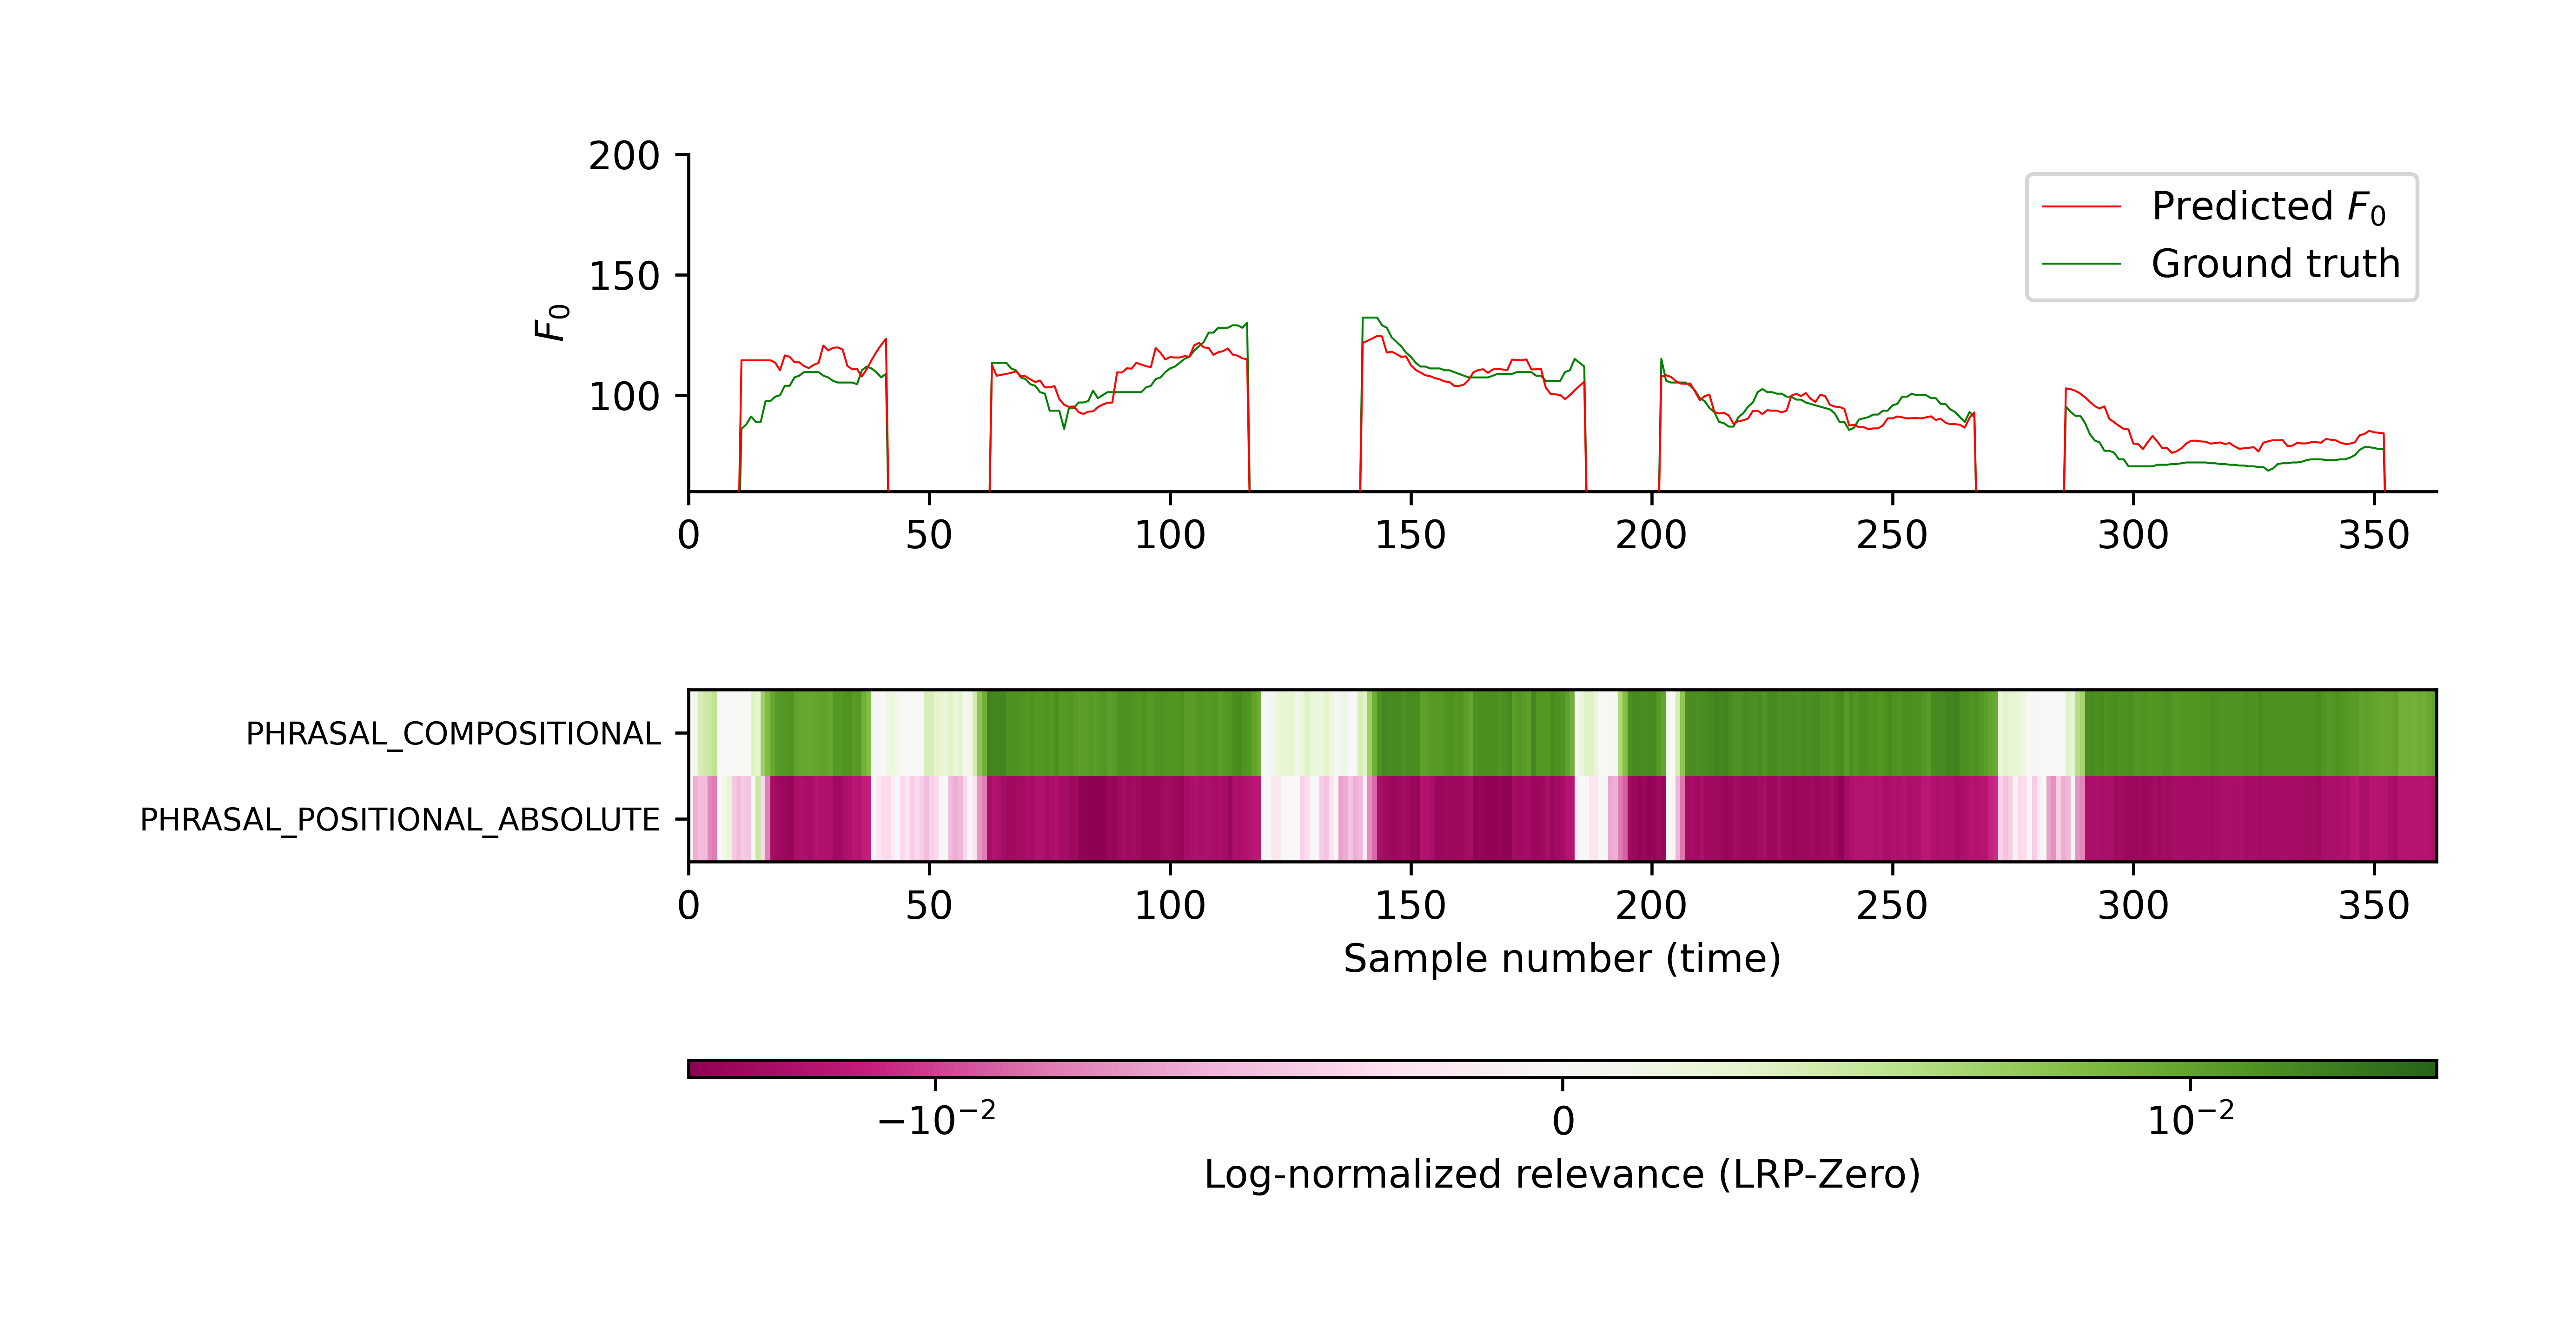 200
150
100
F₀
Predicted F₀
Ground truth
0 50 100 150 200 250 300 350
PHRASAL_COMPOSITIONAL
PHRASAL_POSITIONAL_ABSOLUTE
0 50 100 150 200 250 300 350
Sample number (time)
−10⁻² 0 10⁻²
Log-normalized relevance (LRP-Zero)